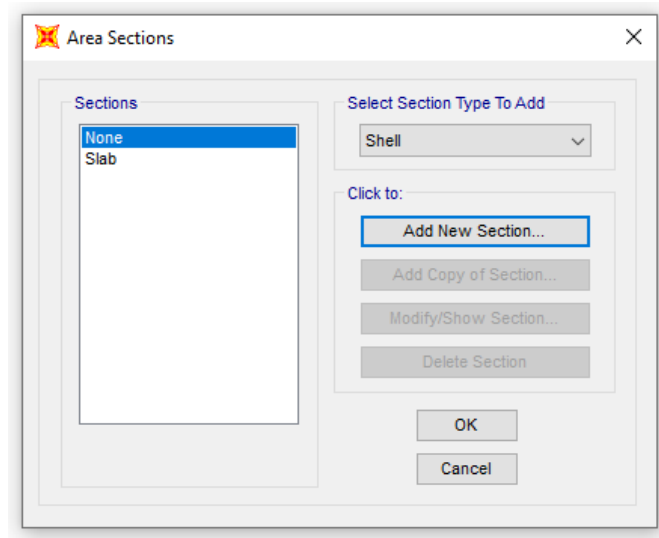 Area Sections
Sections
None
Slab
Select Section Type To Add
Shell
Click to:
Add New Section...
Add Copy of Section...
Modify/Show Section...
Delete Section
OK
Cancel